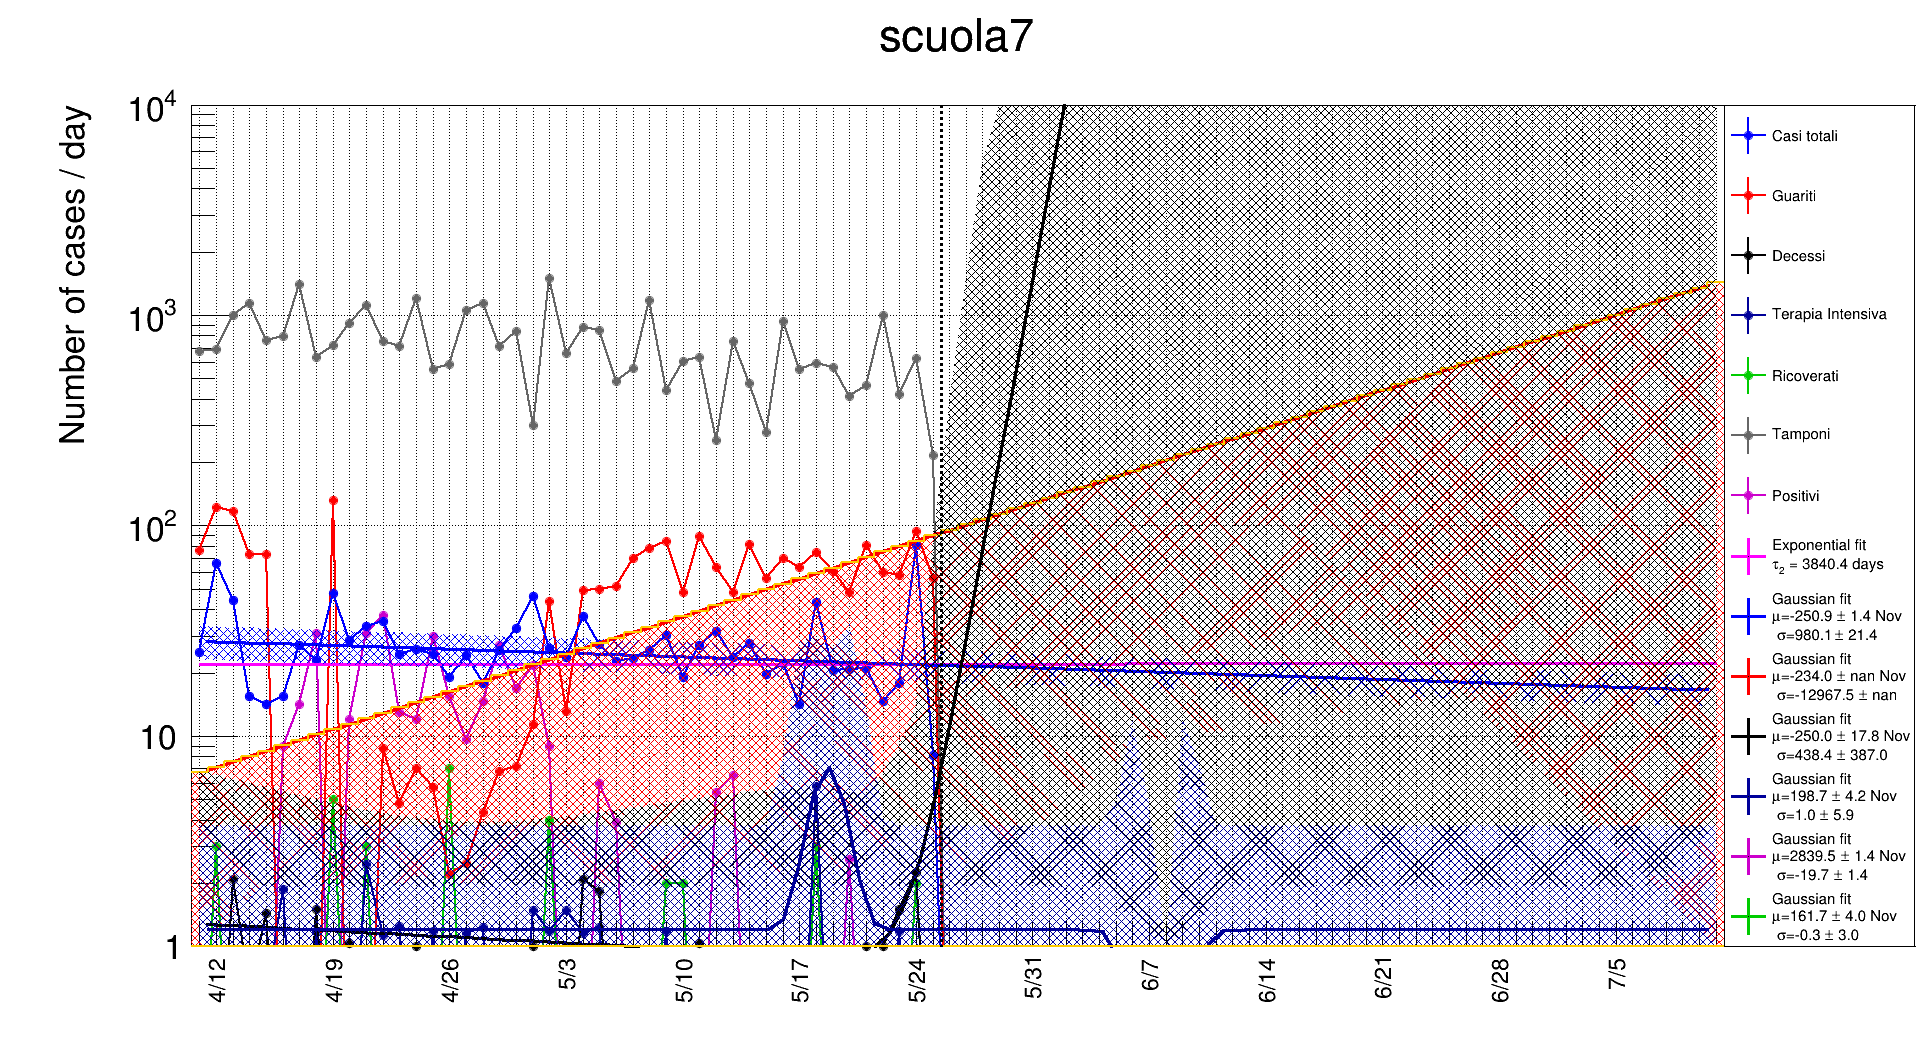 scuola7
Number of cases / day
10^4
10^3
10^2
10
1
4/12
4/19
4/26
5/3
5/10
5/17
5/24
5/31
6/7
6/14
6/21
6/28
7/5
Casi totali
Guariti
Decessi
Terapia Intensiva
Ricoverati
Tamponi
Positivi
Exponential fit
τ₂ = 3840.4 days
Gaussian fit
μ=-250.9 ± 1.4 Nov
σ=980.1 ± 21.4
Gaussian fit
μ=-234.0 ± nan Nov
σ=-12967.5 ± nan
Gaussian fit
μ=-250.0 ± 17.8 Nov
σ=438.4 ± 387.0
Gaussian fit
μ=198.7 ± 4.2 Nov
σ=1.0 ± 5.9
Gaussian fit
μ=2839.5 ± 1.4 Nov
σ=-19.7 ± 1.4
Gaussian fit
μ=161.7 ± 4.0 Nov
σ=-0.3 ± 3.0